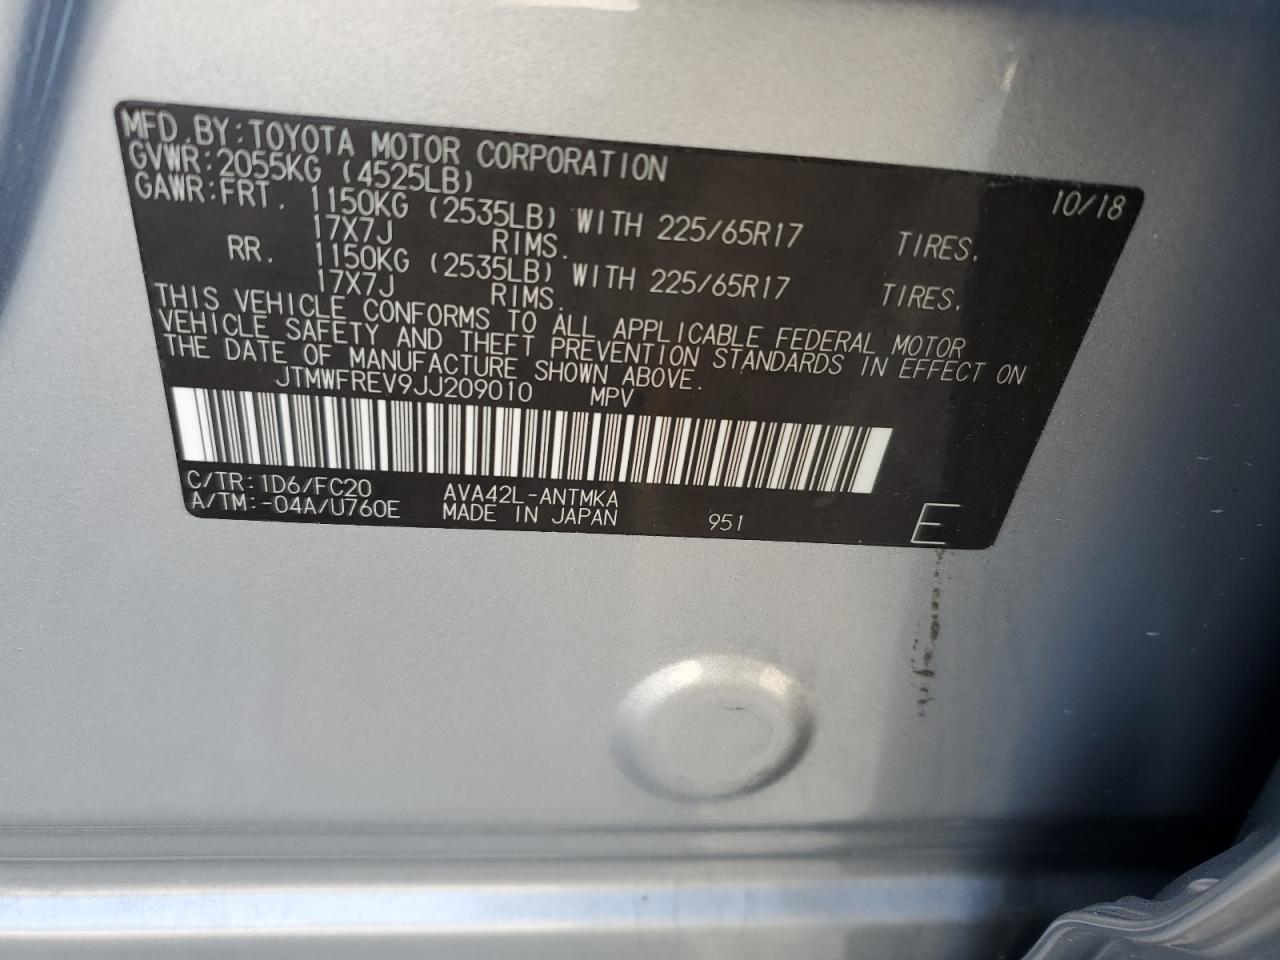 MFD. BY: TOYOTA MOTOR CORPORATION 10/18
GVWR: 2055KG (4525LB)
GAWR: FRT. 1150KG (2535LB) WITH 225/65R17 TIRES.
17X7J RIMS.
RR. 1150KG (2535LB) WITH 225/65R17 TIRES.
17X7J RIMS.
THIS VEHICLE CONFORMS TO ALL APPLICABLE FEDERAL MOTOR
VEHICLE SAFETY AND THEFT PREVENTION STANDARDS IN EFFECT ON
THE DATE OF MANUFACTURE SHOWN ABOVE.
JTMWFREV9JJ209010 MPV
C/TR: 1D6/FC20 AVA42L-ANTMKA
A/TM: -04A/U760E MADE IN JAPAN 951 E